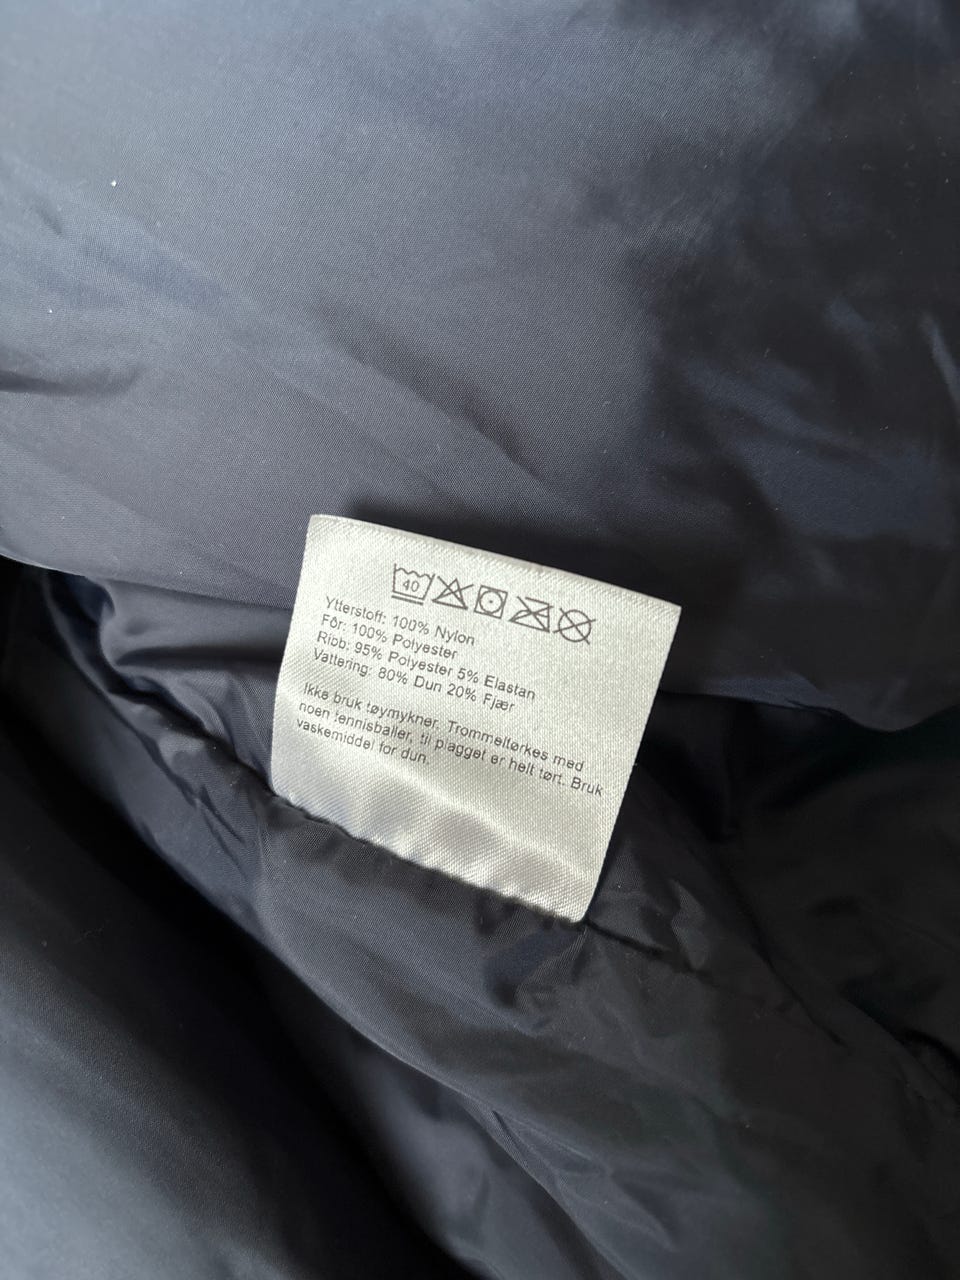 40
Ytterstoff: 100% Nylon
Fôr: 100% Polyester
Ribb: 95% Polyester 5% Elastan
Vattering: 80% Dun 20% Fjær
Ikke bruk tøymykner. Trommeltørkes med
noen tennisballer, til plagget er helt tørt. Bruk
vaskemiddel for dun.